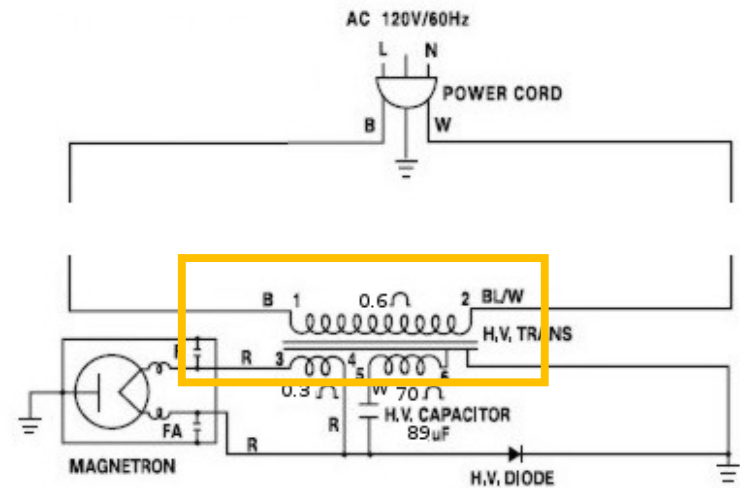 AC 120V/60Hz
L N
POWER CORD
B W
B 1 0.6Ω 2 BL/W
H.V. TRANS
F R 3 4 5 6
0.3Ω W 70Ω
R H.V. CAPACITOR
89uF
FA
R
MAGNETRON
H.V. DIODE